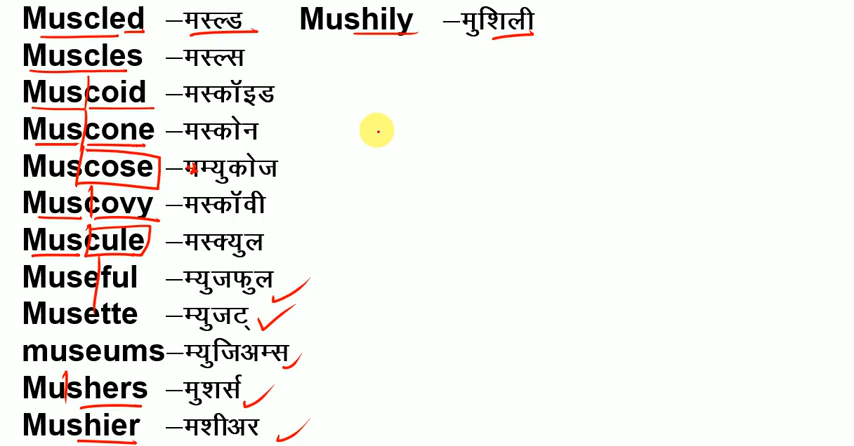 Muscled –मस्ल्ड
Muscles –मस्ल्स
Muscoid –मस्कॉइड
Muscone –मस्कोन
Muscose –मम्युकोज
Muscovy –मस्कॉवी
Muscule –मस्क्युल
Museful –म्युजफुल
Musette –म्युजट्
museums–म्युजिअम्स
Mushers –मुशर्स
Mushier –मशीअर
Mushily –मुशिली